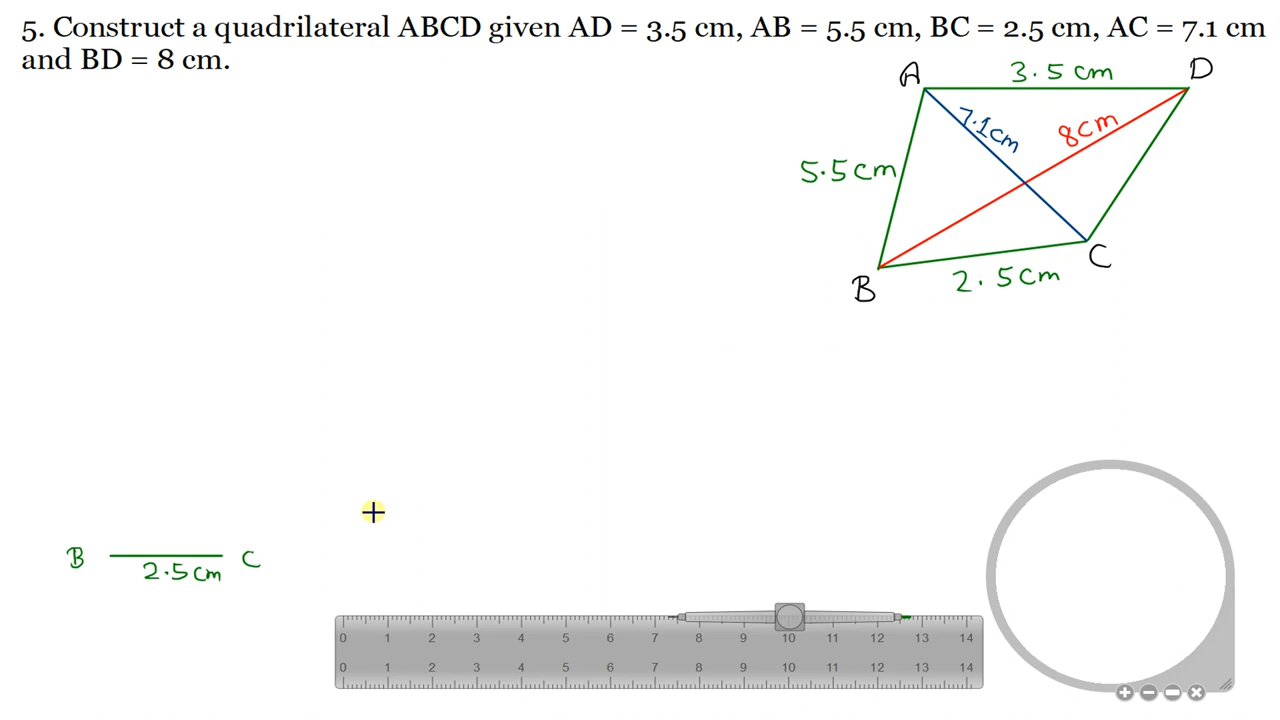 5. Construct a quadrilateral ABCD given AD = 3.5 cm, AB = 5.5 cm, BC = 2.5 cm, AC = 7.1 cm
and BD = 8 cm.
A 3.5 cm D
7.1cm 8cm
5.5cm
B 2.5cm C
B C
2.5cm
0 1 2 3 4 5 6 7 8 9 10 11 12 13 14
0 1 2 3 4 5 6 7 8 9 10 11 12 13 14